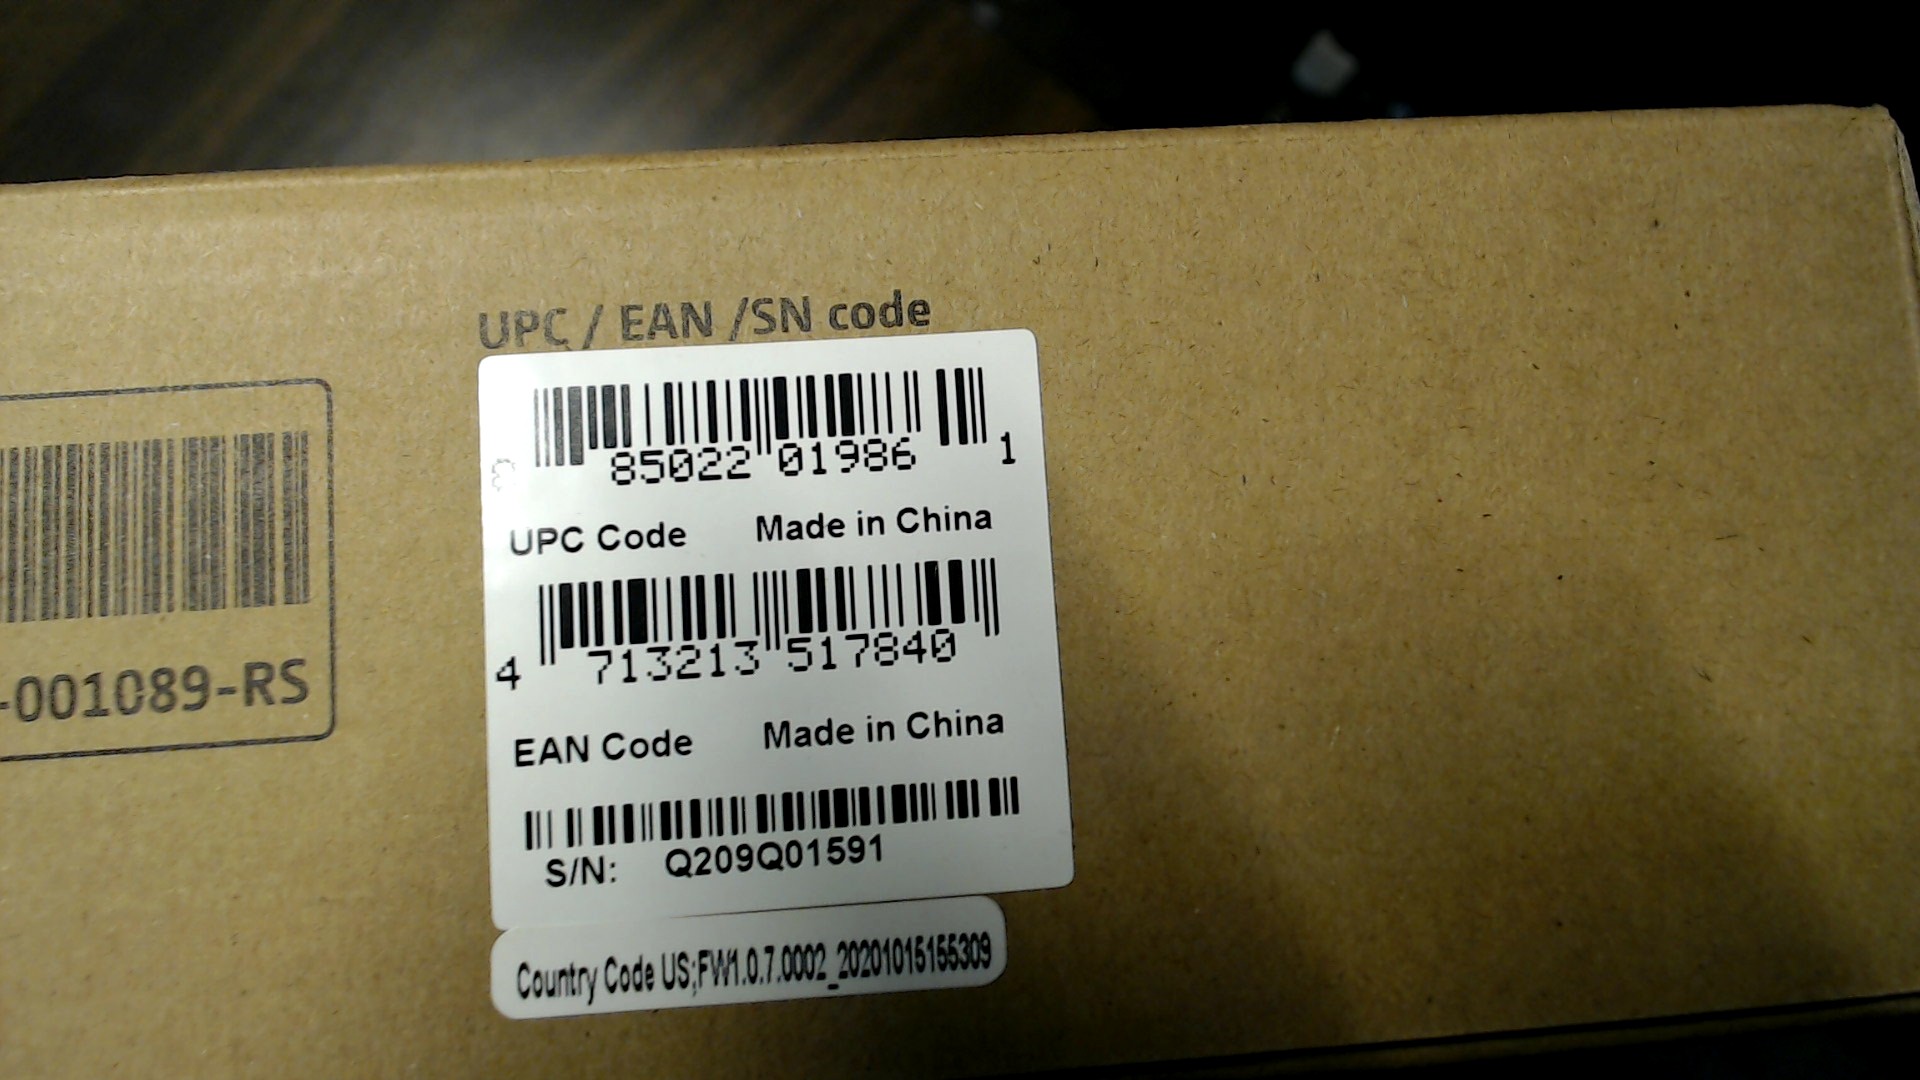 UPC / EAN /SN code
85022 01986 1
UPC Code Made in China
4 713213 517840
EAN Code Made in China
S/N: Q209Q01591
Country Code US;FW1.0.7.0002_20201015155309
-001089-RS